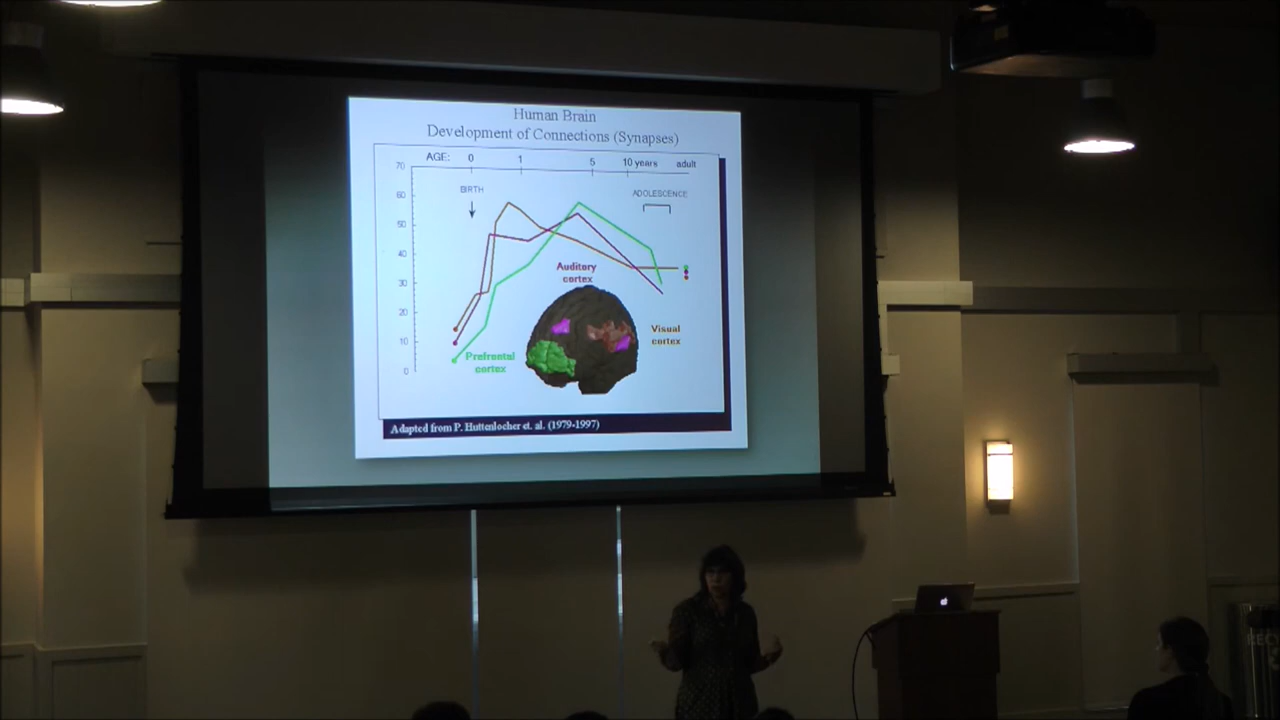 Human Brain
Development of Connections (Synapses)
AGE: 0 1 5 10 years adult
70
60
50
40
30
20
10
0
BIRTH
ADOLESCENCE
Auditory
cortex
Visual
cortex
Prefrontal
cortex
Adapted from P. Huttenlocher et. al. (1979-1997)